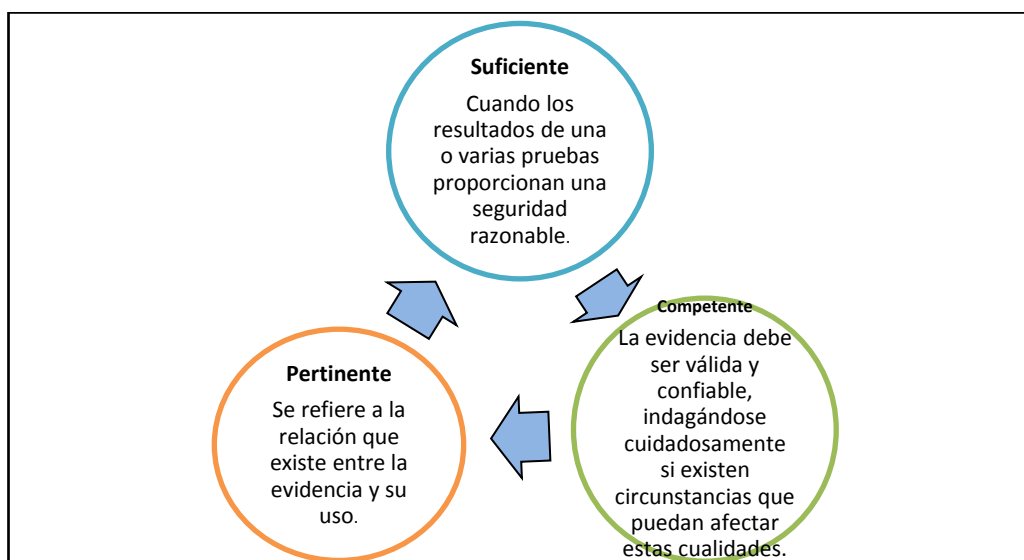 Suficiente
Cuando los
resultados de una
o varias pruebas
proporcionan una
seguridad
razonable.
Competente
La evidencia debe
ser válida y
confiable,
indagándose
cuidadosamente
si existen
circunstancias que
puedan afectar
estas cualidades.
Pertinente
Se refiere a la
relación que
existe entre la
evidencia y su
uso.